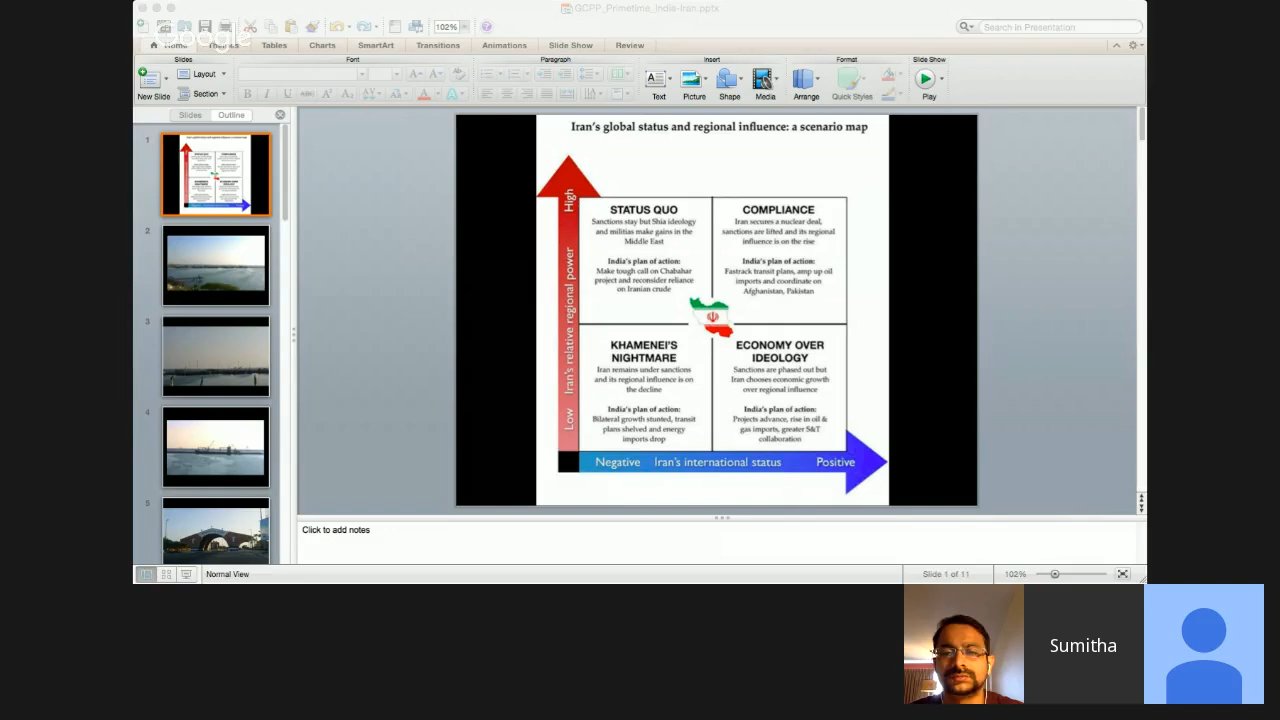 GCPP_Primetime_India-Iran.pptx
102%
Search in Presentation
Google
Home Themes Tables Charts SmartArt Transitions Animations Slide Show Review
Slides Font Paragraph Insert Format Slide Show
Layout
New Slide Section Text Picture Shape Media Arrange Quick Styles Play
Slides Outline
1
2
3
4
5
Iran's global status and regional influence: a scenario map
High
Iran's relative regional power
Low
STATUS QUO
Sanctions stay but Shia ideology
and militias make gains in the
Middle East
India's plan of action:
Make tough call on Chabahar
project and reconsider reliance
on Iranian crude
COMPLIANCE
Iran secures a nuclear deal,
sanctions are lifted and its regional
influence is on the rise
India's plan of action:
Fastrack transit plans, amp up oil
imports and coordinate on
Afghanistan, Pakistan
KHAMENEI'S
NIGHTMARE
Iran remains under sanctions
and its regional influence is on
the decline
India's plan of action:
Bilateral growth stunted, transit
plans shelved and energy
imports drop
ECONOMY OVER
IDEOLOGY
Sanctions are phased out but
Iran chooses economic growth
over regional influence
India's plan of action:
Projects advance, rise in oil &
gas imports, greater S&T
collaboration
Negative Iran's international status Positive
Click to add notes
Normal View Slide 1 of 11 102%
Sumitha